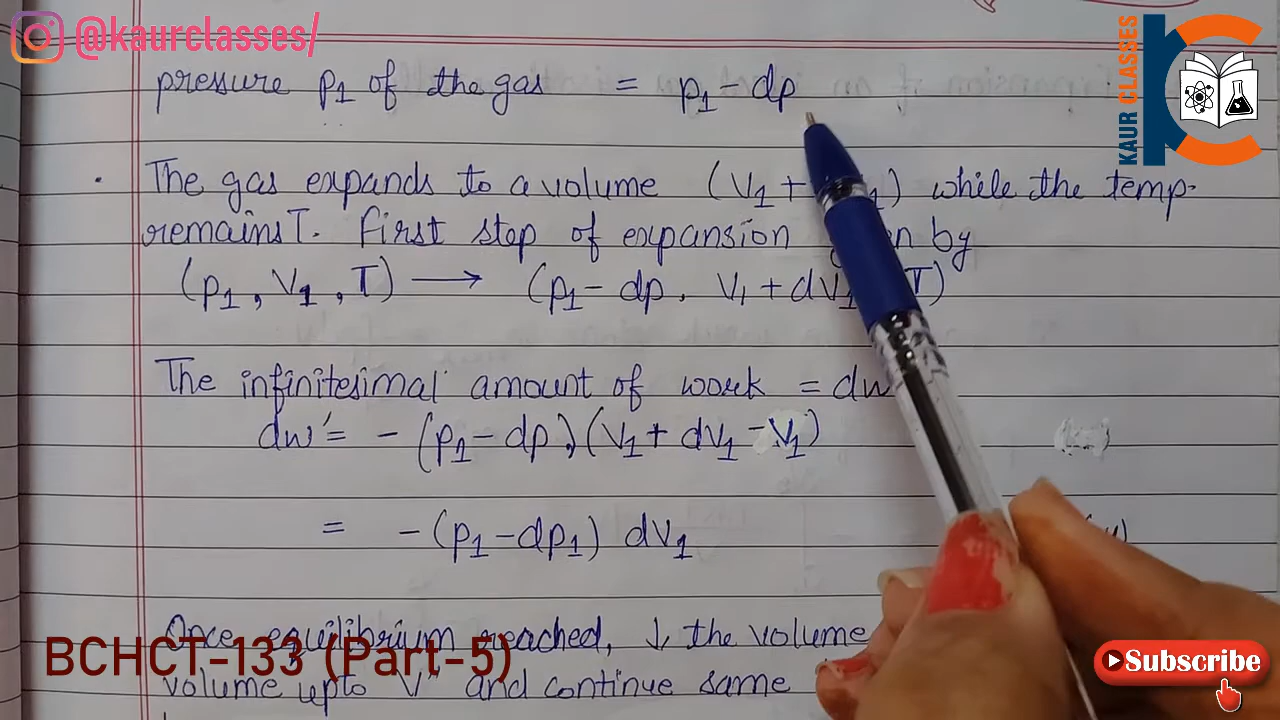 @kaurclasses/
KAUR CLASSES
pressure p1 of the gas = p1 - dp
The gas expands to a volume (V1 + 1) while the temp.
remains T. First step of expansion by
(p1, V1, T) ⟶ (p1 - dp, V1 + dV1 T)
The infinitesimal amount of work = dw
dw' = - (p1 - dp) (V1 + dV1 - V1)
= - (p1 - dp1) dV1
Once equilibrium reached, ↓ the volume
BCHCT-133 (Part-5)
volume upto V" and continue same
Subscribe